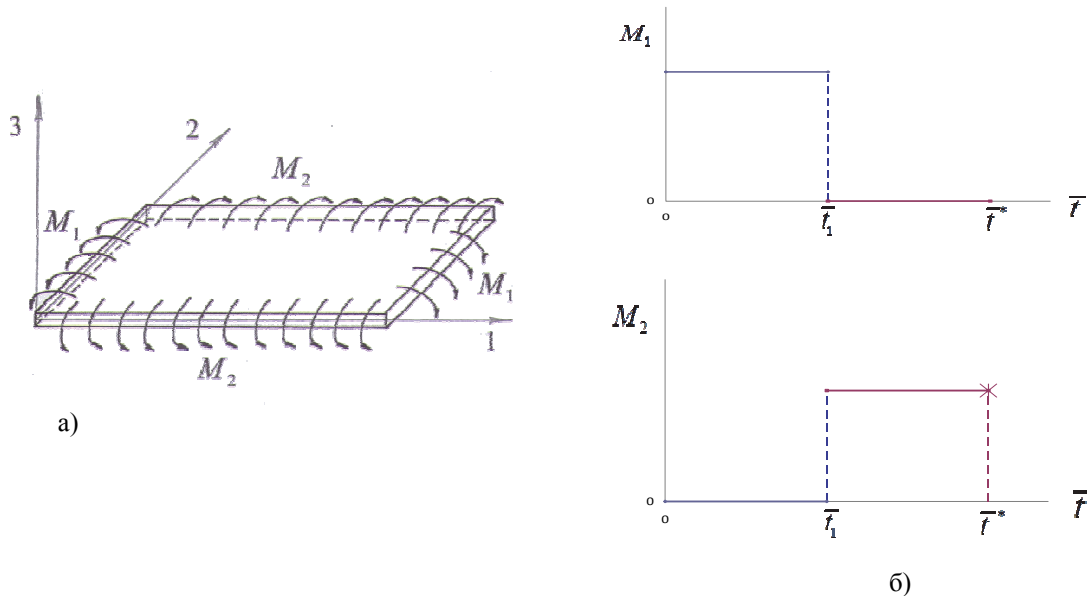 3
2
M₂
M₁
M₁
1
M₂
а)
M₁
o
o
t̄₁
t̄*
t̄
M₂
o
o
t̄₁
t̄*
t̄
б)